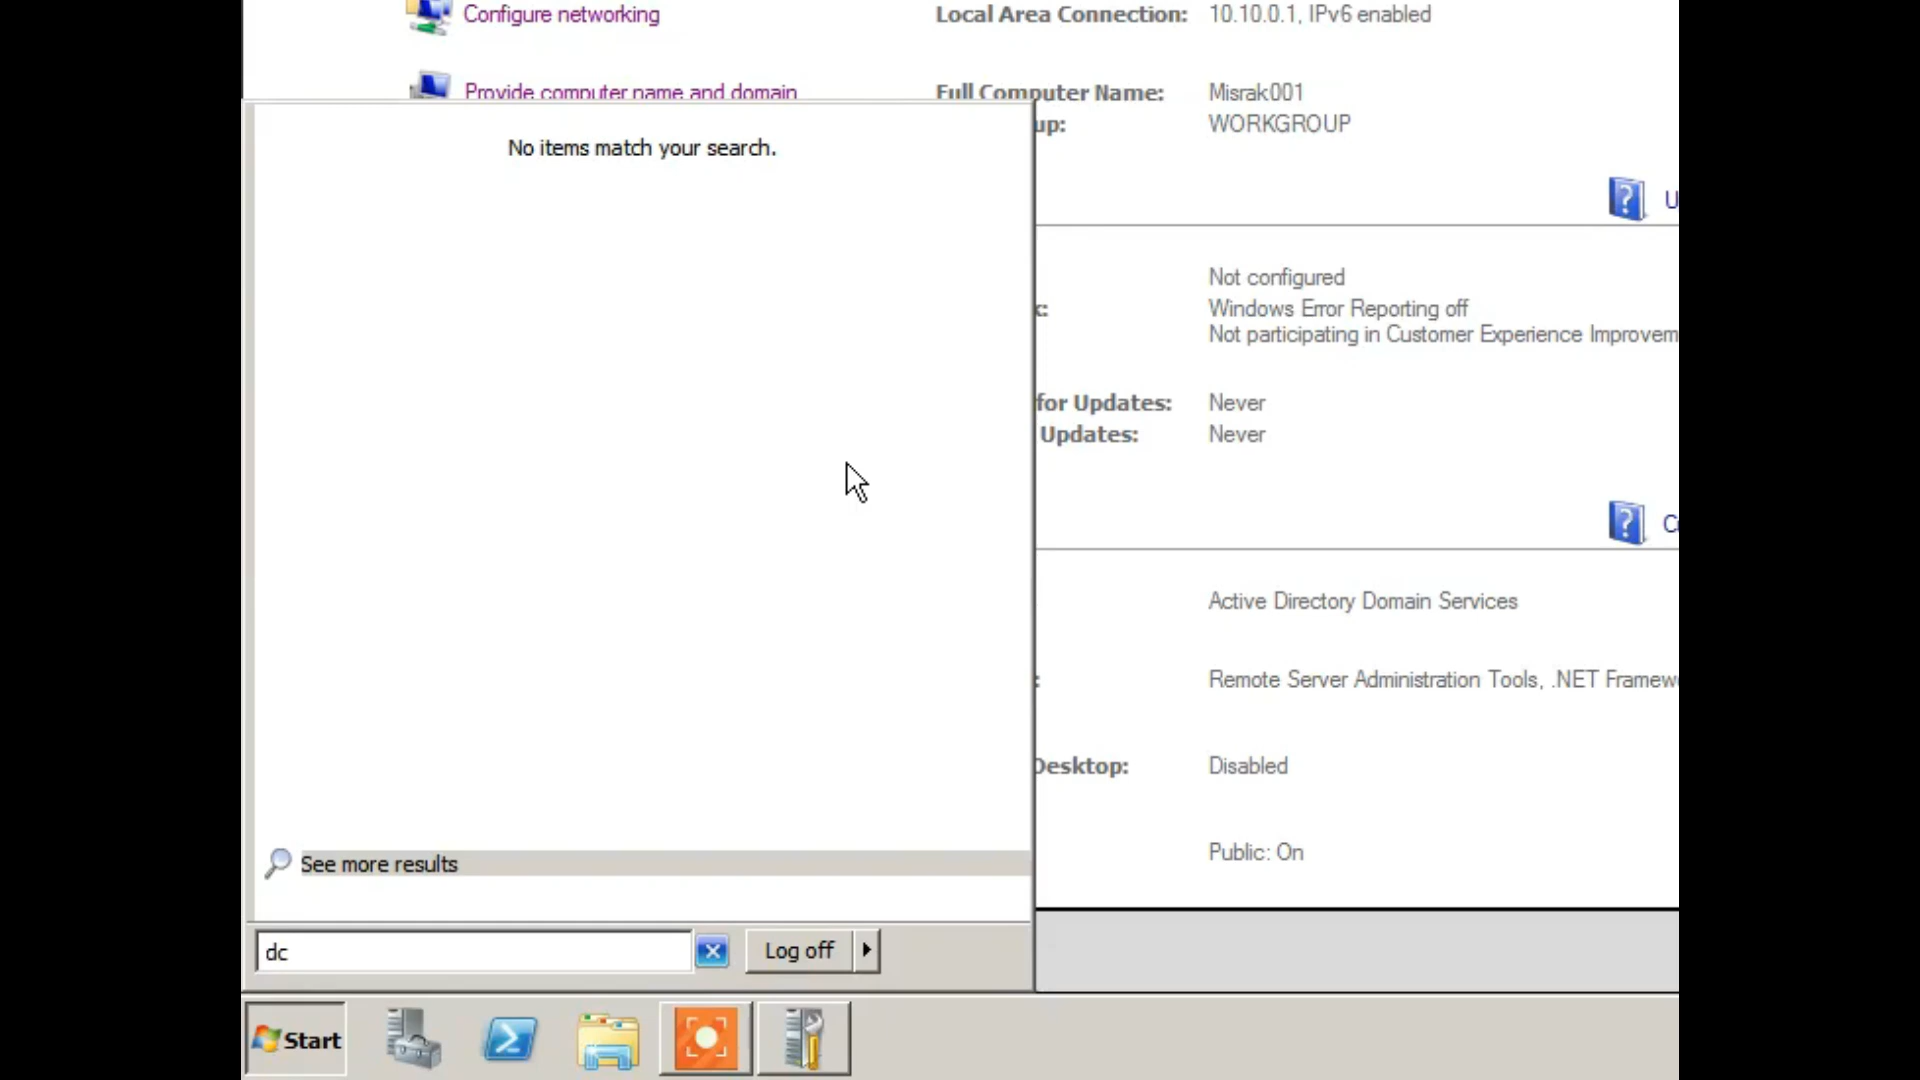 Configure networking
Local Area Connection: 10.10.0.1, IPv6 enabled
Provide computer name and domain
Full Computer Name: Misrak001
up: WORKGROUP
No items match your search.
U
Not configured
Windows Error Reporting off
Not participating in Customer Experience Improvem
for Updates: Never
Updates: Never
Active Directory Domain Services
Remote Server Administration Tools, .NET Framew
Desktop: Disabled
Public: On
See more results
dc
Log off
Start